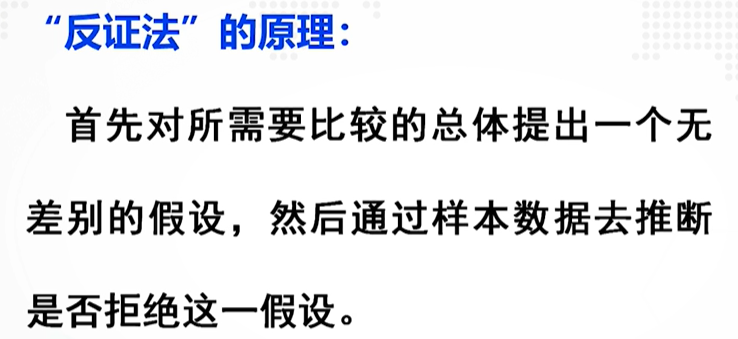 “反证法”的原理：
首先对所需要比较的总体提出一个无
差别的假设，然后通过样本数据去推断
是否拒绝这一假设。